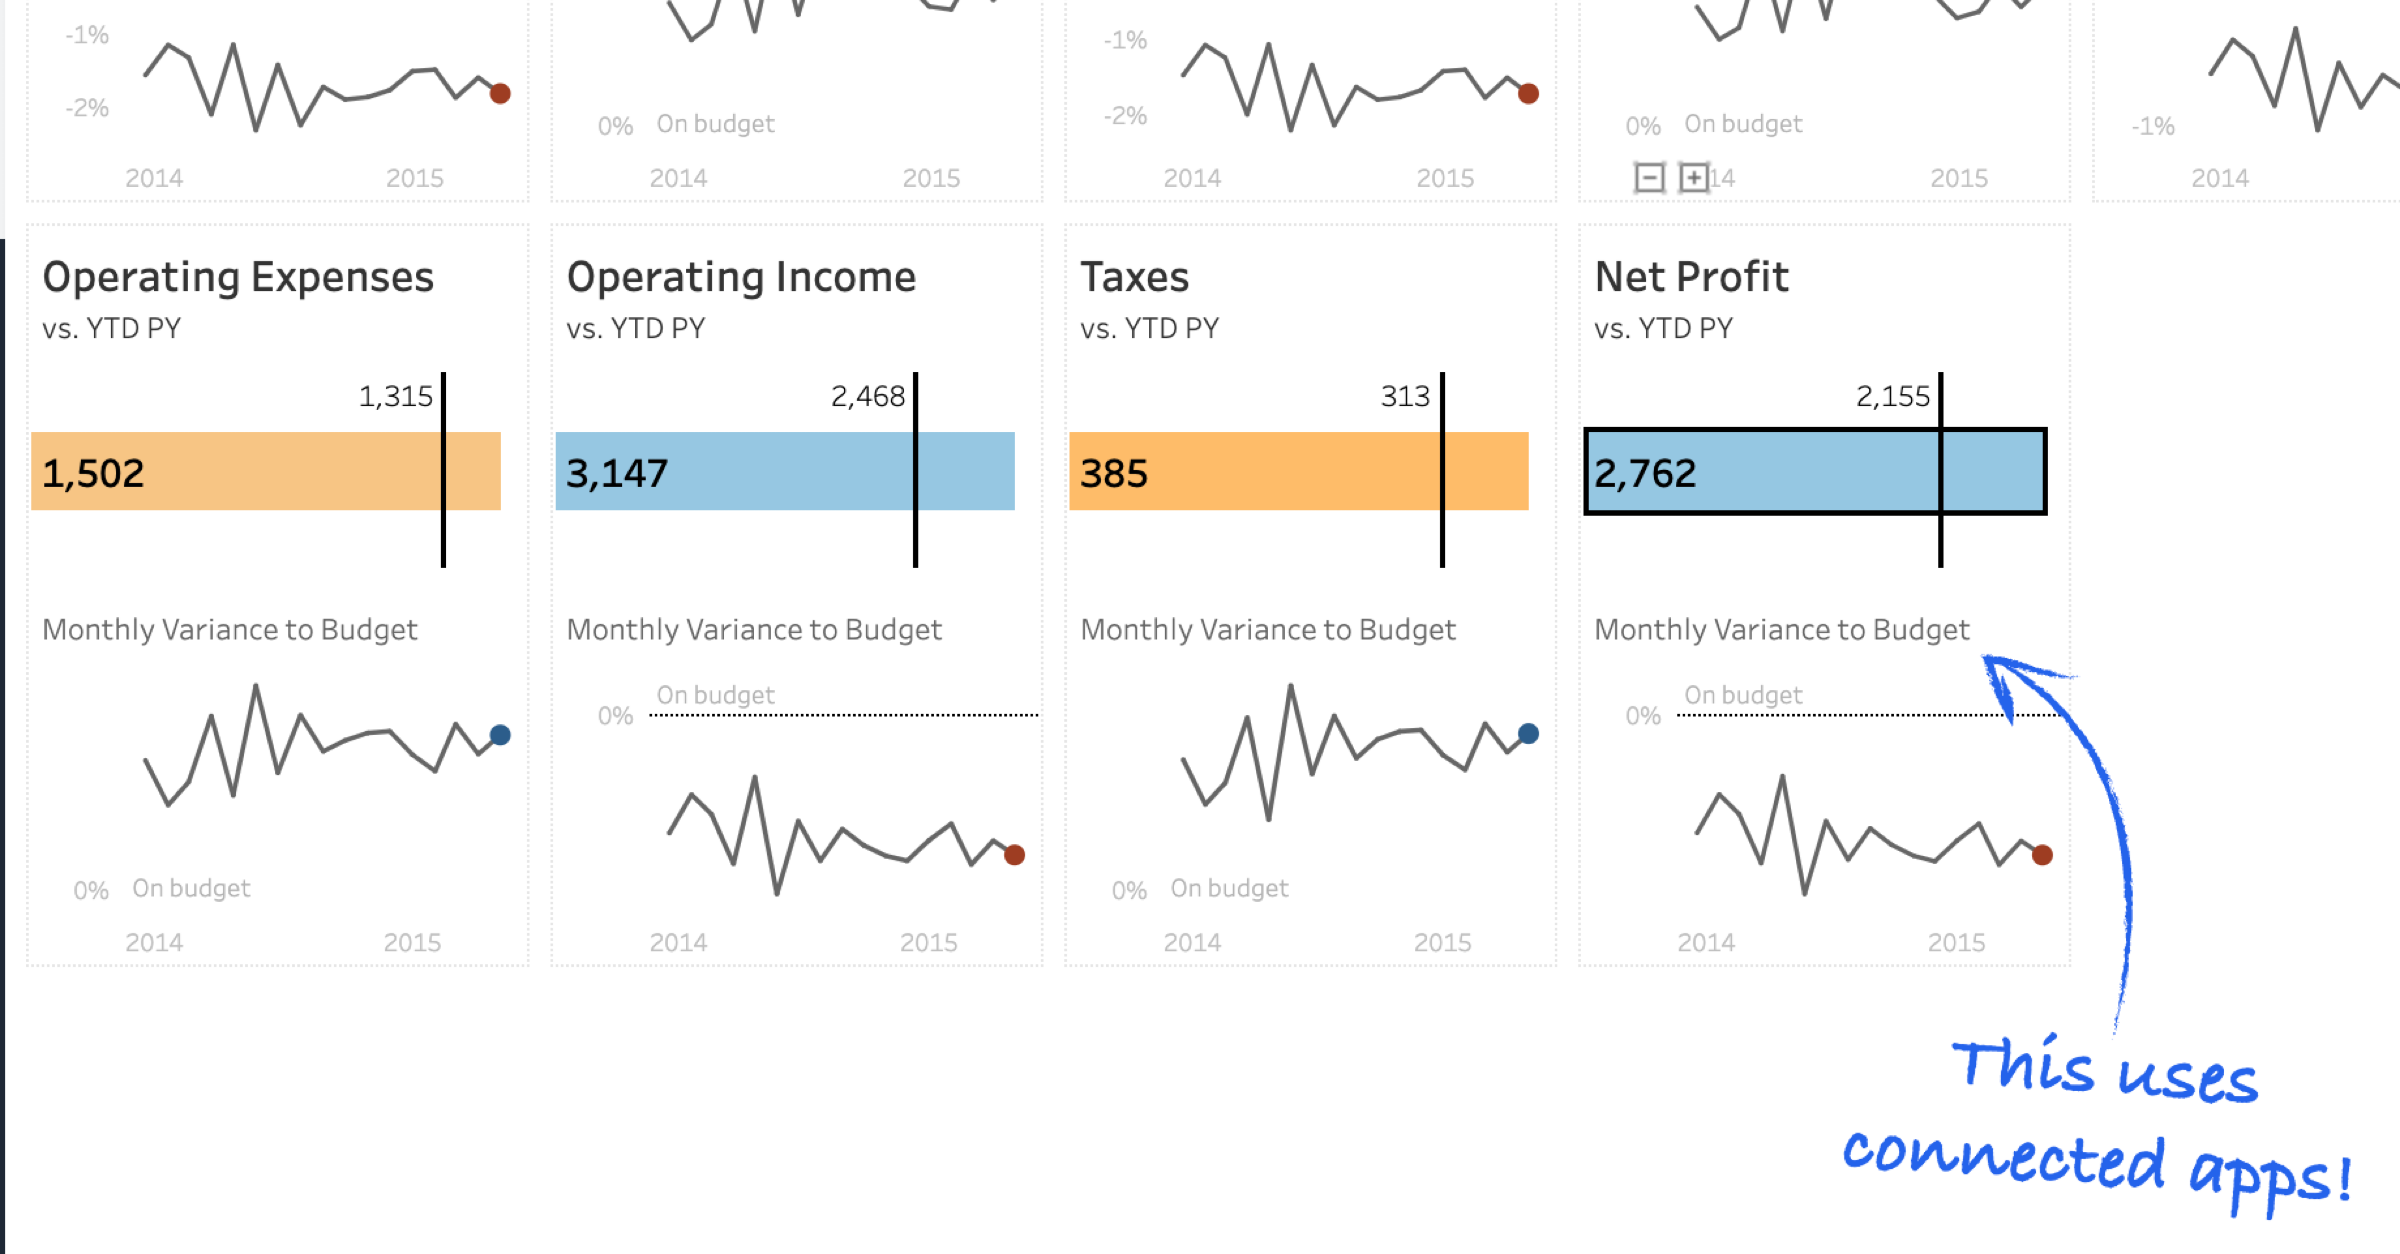 -1%
-2%
2014 2015
0% On budget
2014 2015
-1%
-2%
2014 2015
0% On budget
14 2015
-1%
2014
Operating Expenses
vs. YTD PY
1,315
1,502
Monthly Variance to Budget
0% On budget
2014 2015
Operating Income
vs. YTD PY
2,468
3,147
Monthly Variance to Budget
On budget
0%
2014 2015
Taxes
vs. YTD PY
313
385
Monthly Variance to Budget
0% On budget
2014 2015
Net Profit
vs. YTD PY
2,155
2,762
Monthly Variance to Budget
On budget
0%
2014 2015
This uses
connected apps!